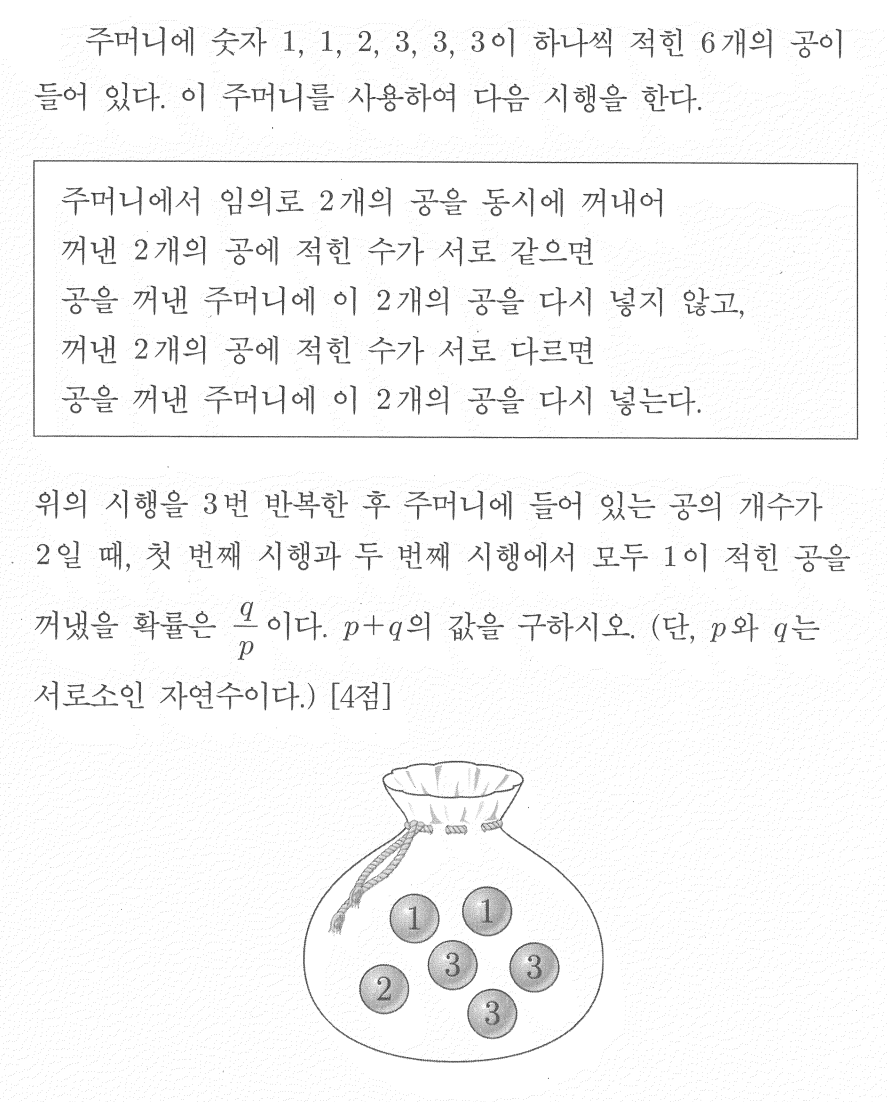 주머니에 숫자 1, 1, 2, 3, 3, 3이 하나씩 적힌 6개의 공이
들어 있다. 이 주머니를 사용하여 다음 시행을 한다.
주머니에서 임의로 2개의 공을 동시에 꺼내어
꺼낸 2개의 공에 적힌 수가 서로 같으면
공을 꺼낸 주머니에 이 2개의 공을 다시 넣지 않고,
꺼낸 2개의 공에 적힌 수가 서로 다르면
공을 꺼낸 주머니에 이 2개의 공을 다시 넣는다.
위의 시행을 3번 반복한 후 주머니에 들어 있는 공의 개수가
2일 때, 첫 번째 시행과 두 번째 시행에서 모두 1이 적힌 공을
꺼냈을 확률은 q/p이다. p+q의 값을 구하시오. (단, p와 q는
서로소인 자연수이다.) [4점]
1 1
3 3
2
3